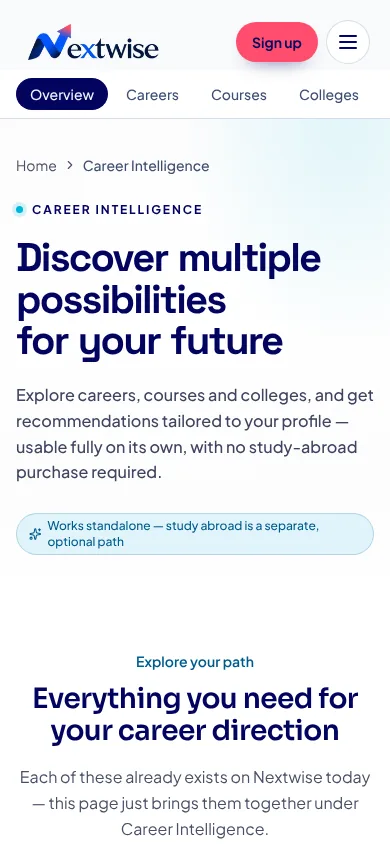 Nextwise
Sign up
Overview Careers Courses Colleges
Home > Career Intelligence
CAREER INTELLIGENCE
Discover multiple
possibilities
for your future
Explore careers, courses and colleges, and get
recommendations tailored to your profile —
usable fully on its own, with no study-abroad
purchase required.
Works standalone — study abroad is a separate,
optional path
Explore your path
Everything you need for
your career direction
Each of these already exists on Nextwise today
— this page just brings them together under
Career Intelligence.